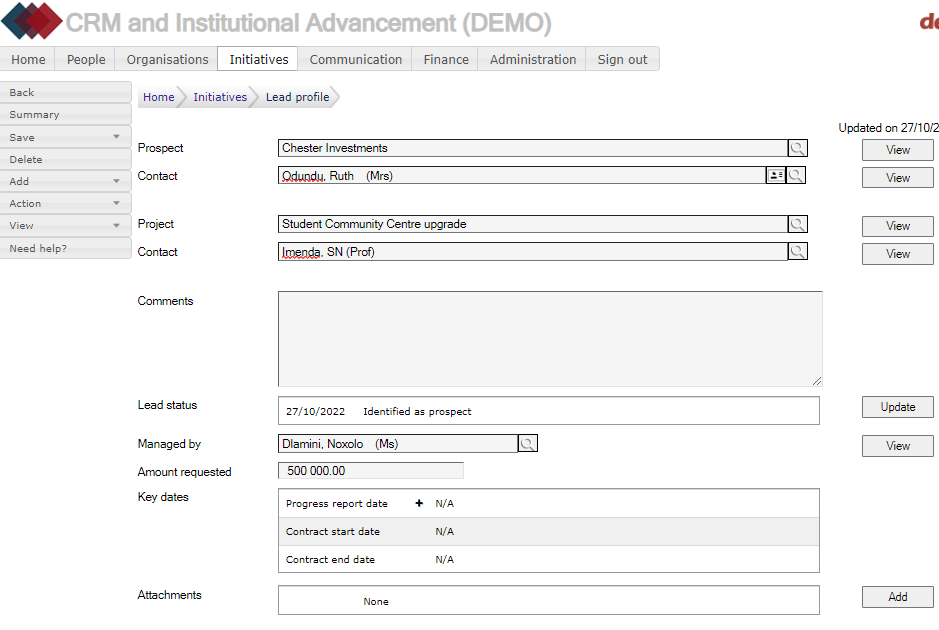 CRM and Institutional Advancement (DEMO)
Home People Organisations Initiatives Communication Finance Administration Sign out
Back
Summary
Save
Delete
Add
Action
View
Need help?
Home Initiatives Lead profile
Updated on 27/10/2
Prospect Chester Investments View
Contact Odundu, Ruth (Mrs) View
Project Student Community Centre upgrade View
Contact Imenda, SN (Prof) View
Comments
Lead status 27/10/2022 Identified as prospect Update
Managed by Dlamini, Noxolo (Ms) View
Amount requested 500 000.00
Key dates Progress report date + N/A
Contract start date N/A
Contract end date N/A
Attachments None Add